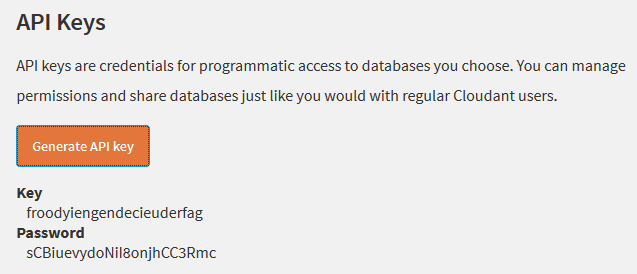 API Keys
API keys are credentials for programmatic access to databases you choose. You can manage
permissions and share databases just like you would with regular Cloudant users.
Generate API key
Key
froodyiengendecieuderfag
Password
sCBiuevydoNiI8onjhCC3Rmc